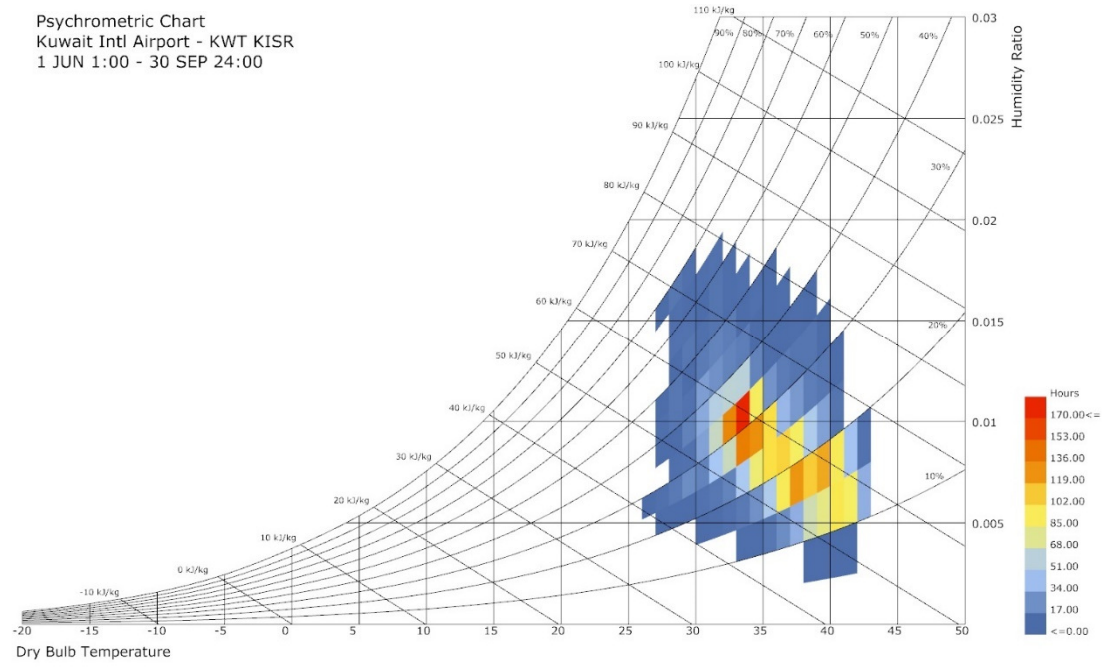 Psychrometric Chart
Kuwait Intl Airport - KWT KISR
1 JUN 1:00 - 30 SEP 24:00
110 kJ/kg
0.03
90% 80% 70% 60% 50% 40%
100 kJ/kg
Humidity Ratio
0.025
90 kJ/kg
30%
80 kJ/kg
0.02
70 kJ/kg
60 kJ/kg
0.015
20%
50 kJ/kg
Hours
40 kJ/kg
170.00<=
0.01
153.00
30 kJ/kg
136.00
10%
119.00
20 kJ/kg
102.00
0.005
85.00
10 kJ/kg
68.00
0 kJ/kg
51.00
-10 kJ/kg
34.00
17.00
<=0.00
-20 -15 -10 -5 0 5 10 15 20 25 30 35 40 45 50
Dry Bulb Temperature